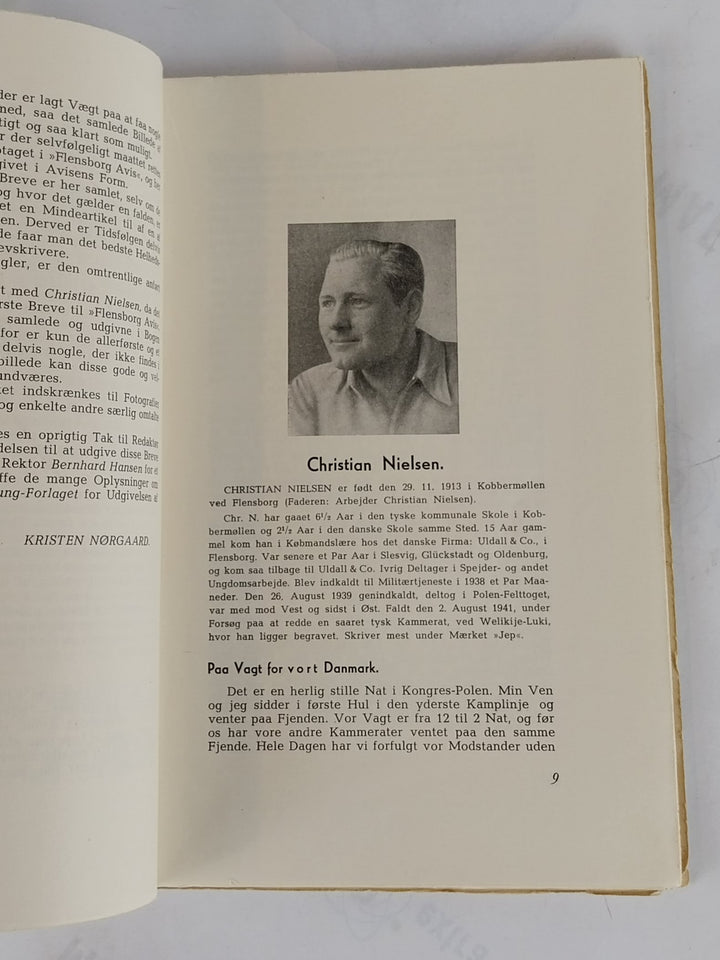 der er lagt Vægt paa at faa nogle
ned, saa det samlede Billede
tigt og saa klart som muligt.
r der selvfølgeligt maattet
ptaget i »Flensborg Avis«, og
givet i Avisens Form.
Breve er her samlet, selv om de
og hvor det gælder en falden, er
et en Mindeartikel til af en
en. Derved er Tidsfølgen delvis
de faar man det bedste
evskrivere.
gler, er den omtrentlige
t med Christian Nielsen, da
rste Breve til »Flensborg Avis«,
samlede og udgivne i
for er kun de allerførste og
delvis nogle, der ikke findes i
billede kan disse gode og
undværes.
et indskrænkes til Fotografier
og enkelte andre særlig omtalte
es en oprigtig Tak til Redaktør
delsen til at udgive disse Breve
Rektor Bernhard Hansen for
ffe de mange Oplysninger om
ung-Forlaget for Udgivelsen af
KRISTEN NØRGAARD.
Christian Nielsen.
CHRISTIAN NIELSEN er født den 29. 11. 1913 i Kobbermøllen
ved Flensborg (Faderen: Arbejder Christian Nielsen).
Chr. N. har gaaet 6¹/₂ Aar i den tyske kommunale Skole i Kob-
bermøllen og 2¹/₂ Aar i den danske Skole samme Sted. 15 Aar gam-
mel kom han i Købmandslære hos det danske Firma: Uldall & Co., i
Flensborg. Var senere et Par Aar i Slesvig, Glückstadt og Oldenburg,
og kom saa tilbage til Uldall & Co. Ivrig Deltager i Spejder- og andet
Ungdomsarbejde. Blev indkaldt til Militærtjeneste i 1938 et Par Maa-
neder. Den 26. August 1939 genindkaldt, deltog i Polen-Felttoget,
var med mod Vest og sidst i Øst. Faldt den 2. August 1941, under
Forsøg paa at redde en saaret tysk Kammerat, ved Welikije-Luki,
hvor han ligger begravet. Skriver mest under Mærket »Jep«.
Paa Vagt for vort Danmark.
Det er en herlig stille Nat i Kongres-Polen. Min Ven
og jeg sidder i første Hul i den yderste Kamplinje og
venter paa Fjenden. Vor Vagt er fra 12 til 2 Nat, og før
os har vore andre Kammerater ventet paa den samme
Fjende. Hele Dagen har vi forfulgt vor Modstander uden
9